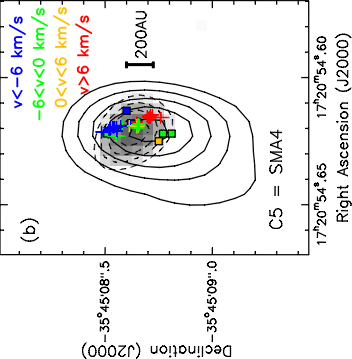 (b)
v<-6 km/s
-6<v<0 km/s
0<v<6 km/s
v>6 km/s
200AU
C5 = SMA4
17ʰ20ᵐ54ˢ.65
17ʰ20ᵐ54ˢ.60
Right Ascension (J2000)
-35°45'08".5
-35°45'09".0
Declination (J2000)